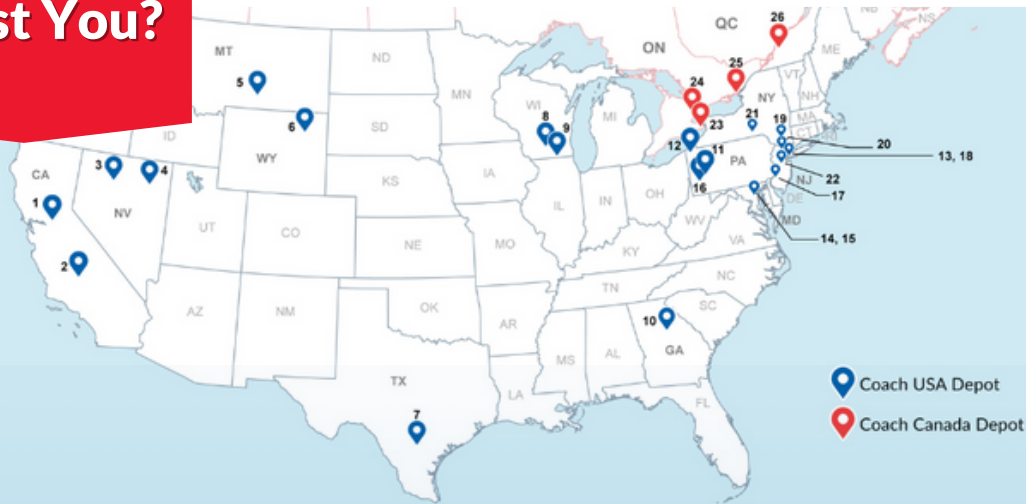 st You?
26
QC
ON
NB
NS
MT
ND
ME
25
5
24
VT
MN
NY
NH
ID
6
SD
WI
8
9
MI
21
19
MA
CT
23
12
20
WY
3
4
11
PA
13, 18
CA
KS
IA
16
22
NJ
17
1
NV
OH
DE
IL
IN
WV
MD
UT
CO
NE
MO
14, 15
VA
2
KY
NC
TN
AZ
NM
OK
AR
SC
10
GA
MS
AL
TX
LA
FL
7
Coach USA Depot
Coach Canada Depot